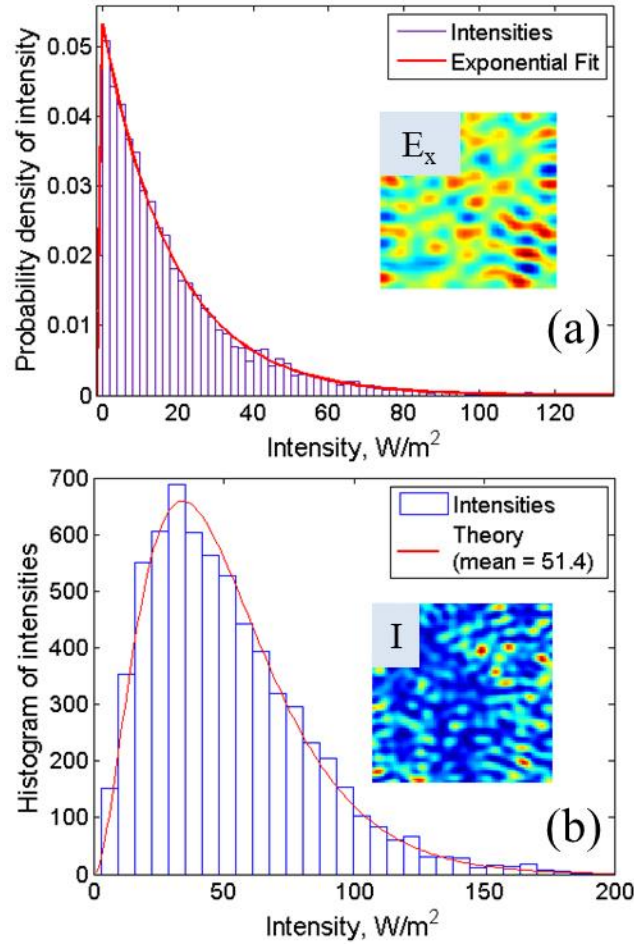 0.05
0.04
0.03
0.02
0.01
0
Probability density of intensity
Intensities
Exponential Fit
Eₓ
(a)
0 20 40 60 80 100 120
Intensity, W/m²
700
600
500
400
300
200
100
0
Histogram of intensities
Intensities
Theory
(mean = 51.4)
I
(b)
0 50 100 150 200
Intensity, W/m²